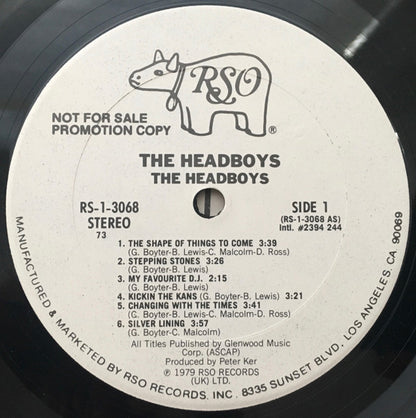 RSO
®
NOT FOR SALE
PROMOTION COPY
THE HEADBOYS
THE HEADBOYS
RS-1-3068
STEREO
73
SIDE 1
(RS-1-3068 AS)
Intl. #2394 244
1. THE SHAPE OF THINGS TO COME 3:39
(G. Boyter-B. Lewis-C. Malcolm-D. Ross)
2. STEPPING STONES 3:26
(G. Boyter-B. Lewis)
3. MY FAVOURITE D.J. 2:15
(G. Boyter-B. Lewis)
4. KICKIN THE KANS (G. Boyter-B. Lewis) 3:21
5. CHANGING WITH THE TIMES 3:41
(G. Boyter-B. Lewis-C. Malcolm-D. Ross)
6. SILVER LINING 3:57
(G. Boyter-C. Malcolm)
All Titles Published by Glenwood Music
Corp. (ASCAP)
Produced by Peter Ker
℗ 1979 RSO RECORDS
(UK) LTD.
MANUFACTURED & MARKETED BY RSO RECORDS, INC. 8335 SUNSET BLVD. LOS ANGELES, CA 90069